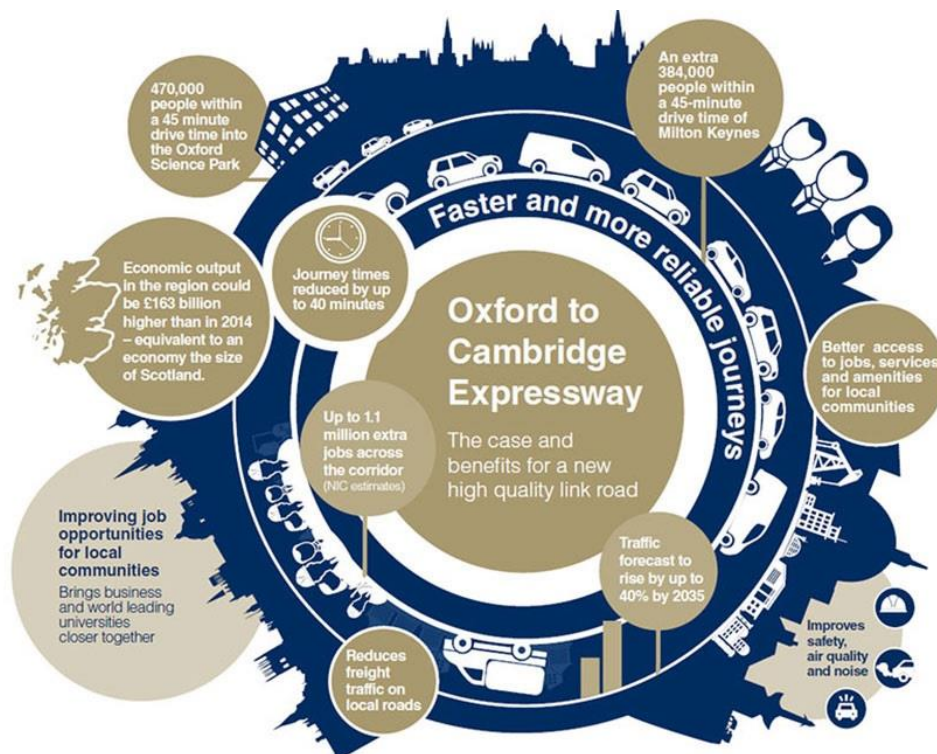 470,000
people within
a 45 minute
drive time into
the Oxford
Science Park
An extra
384,000
people within
a 45-minute
drive time of
Milton Keynes
Faster and more reliable journeys
Journey times
reduced by up
to 40 minutes
Economic output
in the region could
be £163 billion
higher than in 2014
– equivalent to an
economy the size
of Scotland.
Oxford to
Cambridge
Expressway
The case and
benefits for a new
high quality link road
Better access
to jobs, services
and amenities
for local
communities
Up to 1.1
million extra
jobs across
the corridor
(NIC estimates)
Improving job
opportunities
for local
communities
Brings business
and world leading
universities
closer together
Traffic
forecast to
rise by up to
40% by 2035
Improves
safety,
air quality
and noise
Reduces
freight
traffic on
local roads